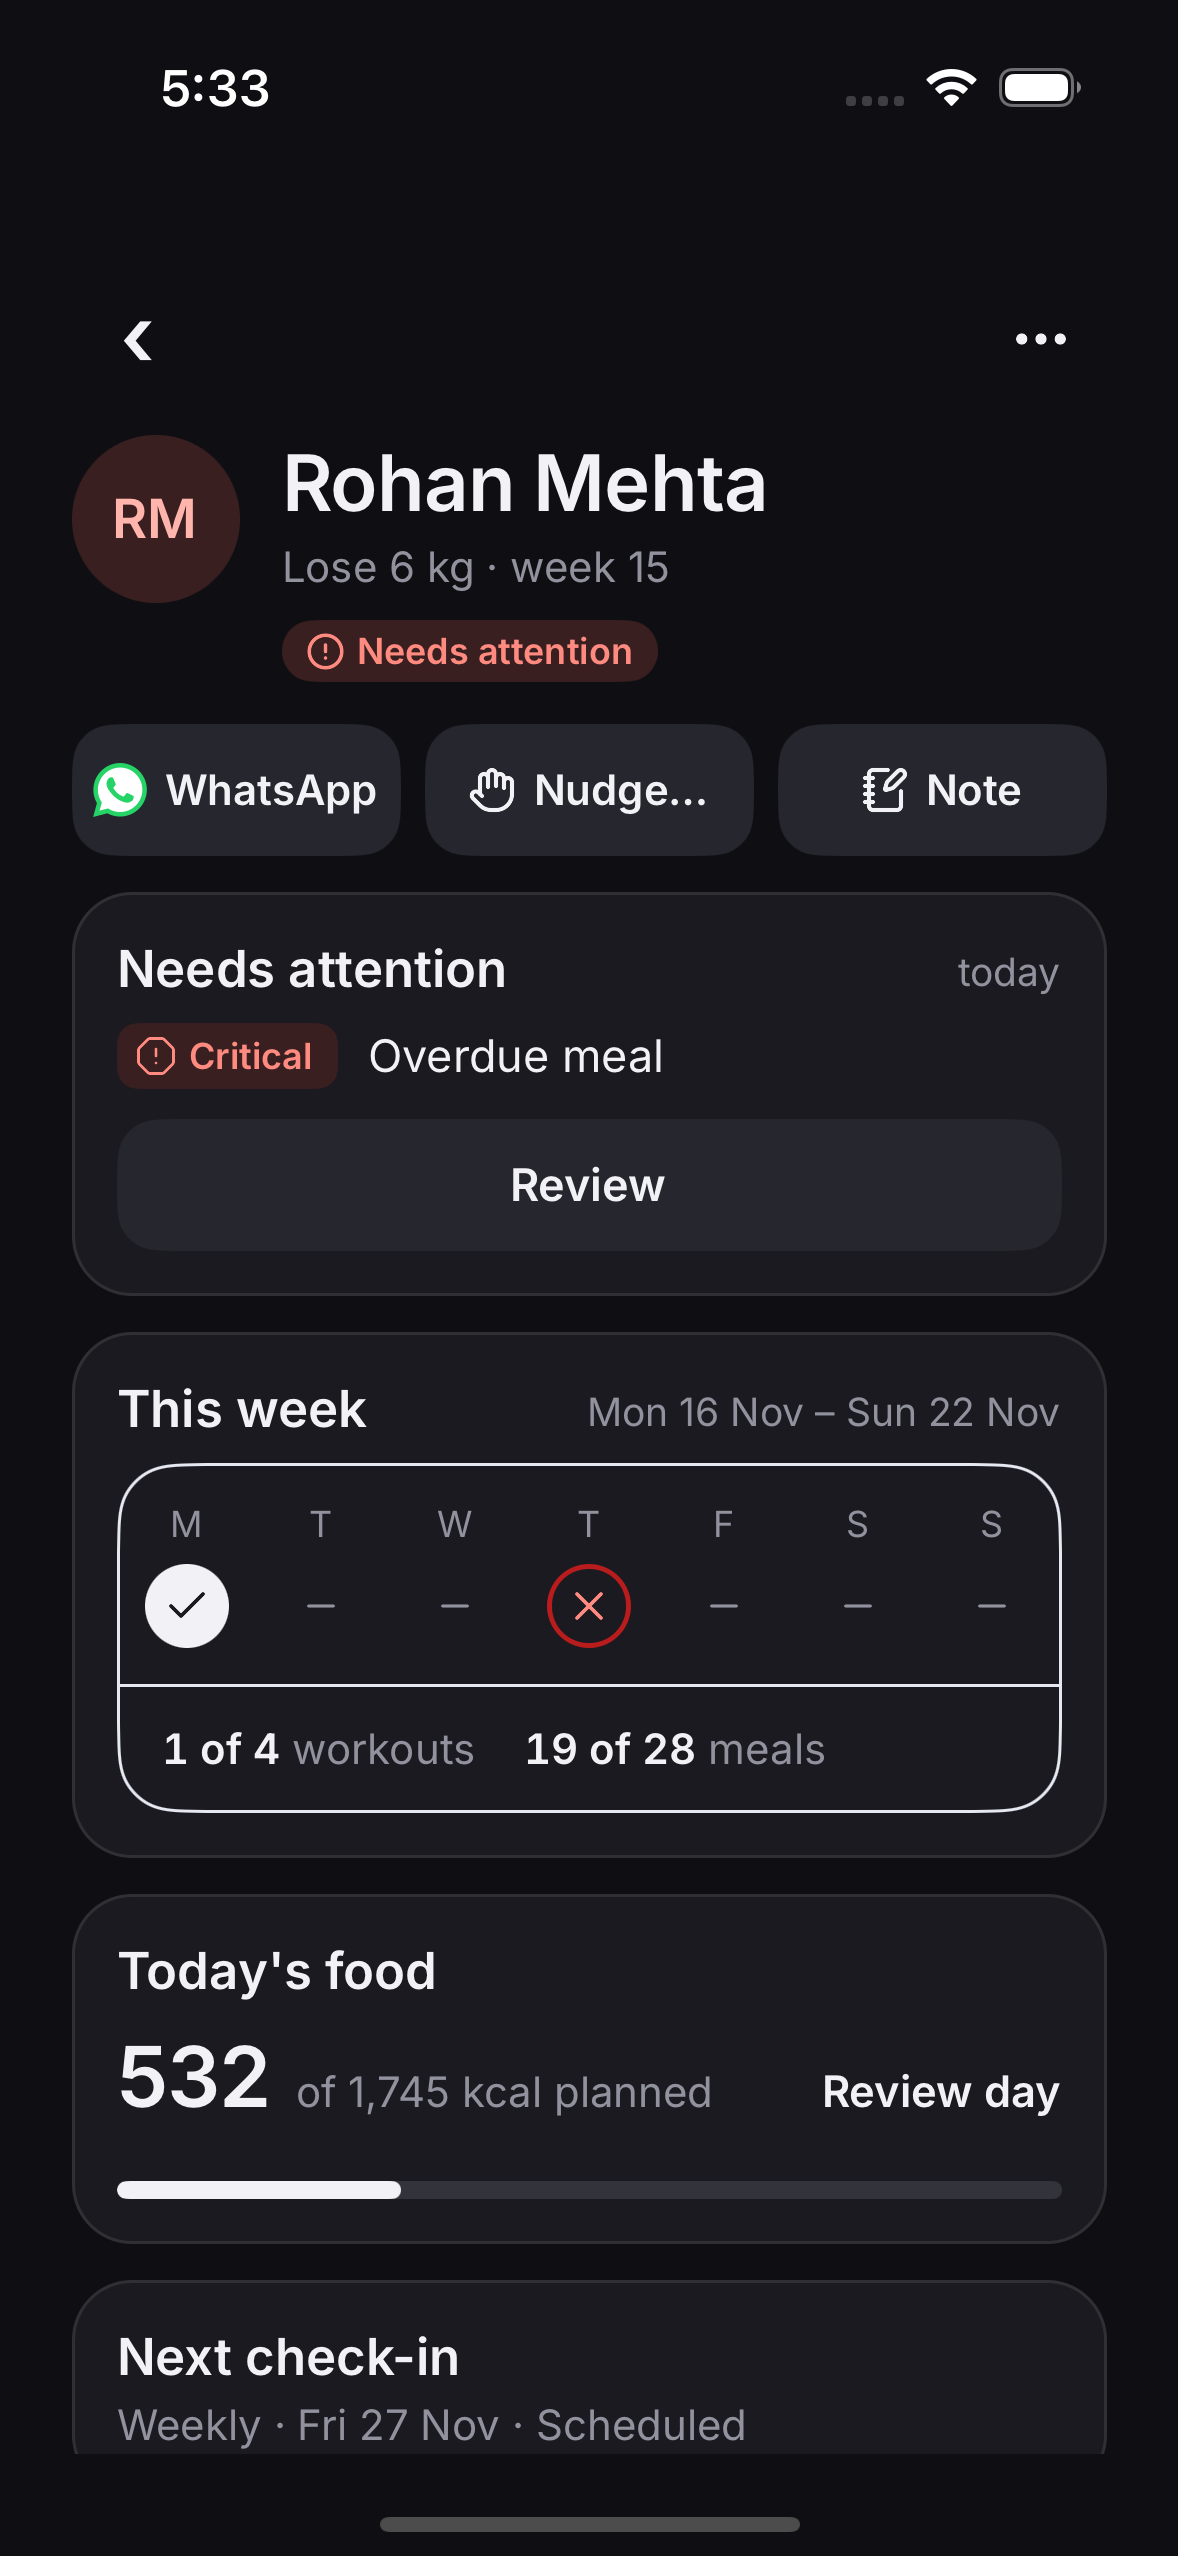 5:33
RM
Rohan Mehta
Lose 6 kg · week 15
Needs attention
WhatsApp
Nudge...
Note
Needs attention
today
Critical
Overdue meal
Review
This week
Mon 16 Nov – Sun 22 Nov
M T W T F S S
1 of 4 workouts 19 of 28 meals
Today's food
532 of 1,745 kcal planned
Review day
Next check-in
Weekly · Fri 27 Nov · Scheduled